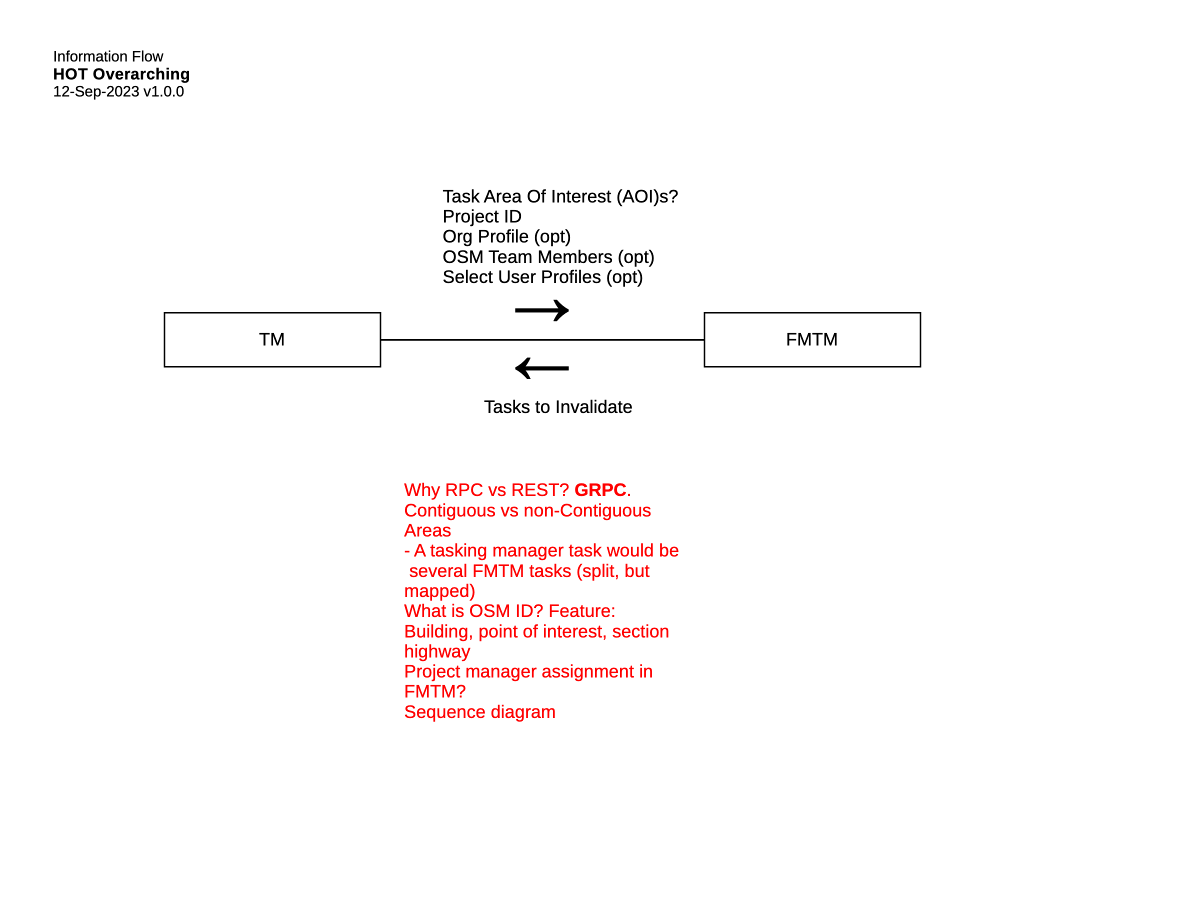 Information Flow
HOT Overarching
12-Sep-2023 v1.0.0
Task Area Of Interest (AOI)s?
Project ID
Org Profile (opt)
OSM Team Members (opt)
Select User Profiles (opt)
TM
FMTM
Tasks to Invalidate
Why RPC vs REST? GRPC.
Contiguous vs non-Contiguous
Areas
- A tasking manager task would be
several FMTM tasks (split, but
mapped)
What is OSM ID? Feature:
Building, point of interest, section
highway
Project manager assignment in
FMTM?
Sequence diagram